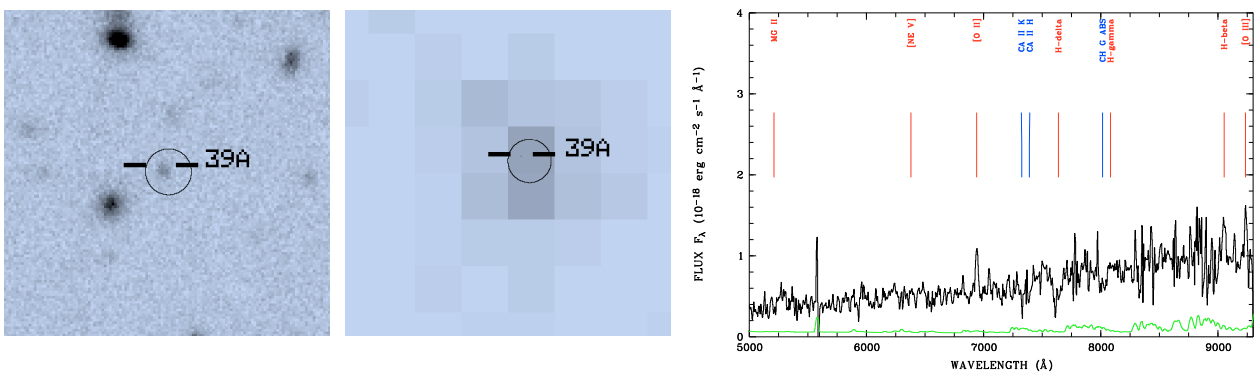 39A
39A
MG II
[NE V]
[O II]
CA II K
CA II H
H-delta
CH G ABS
H-gamma
H-beta
[O III]
4
3
2
1
0
FLUX Fλ (10⁻¹⁸ erg cm⁻² s⁻¹ Å⁻¹)
5000 6000 7000 8000 9000
WAVELENGTH (Å)